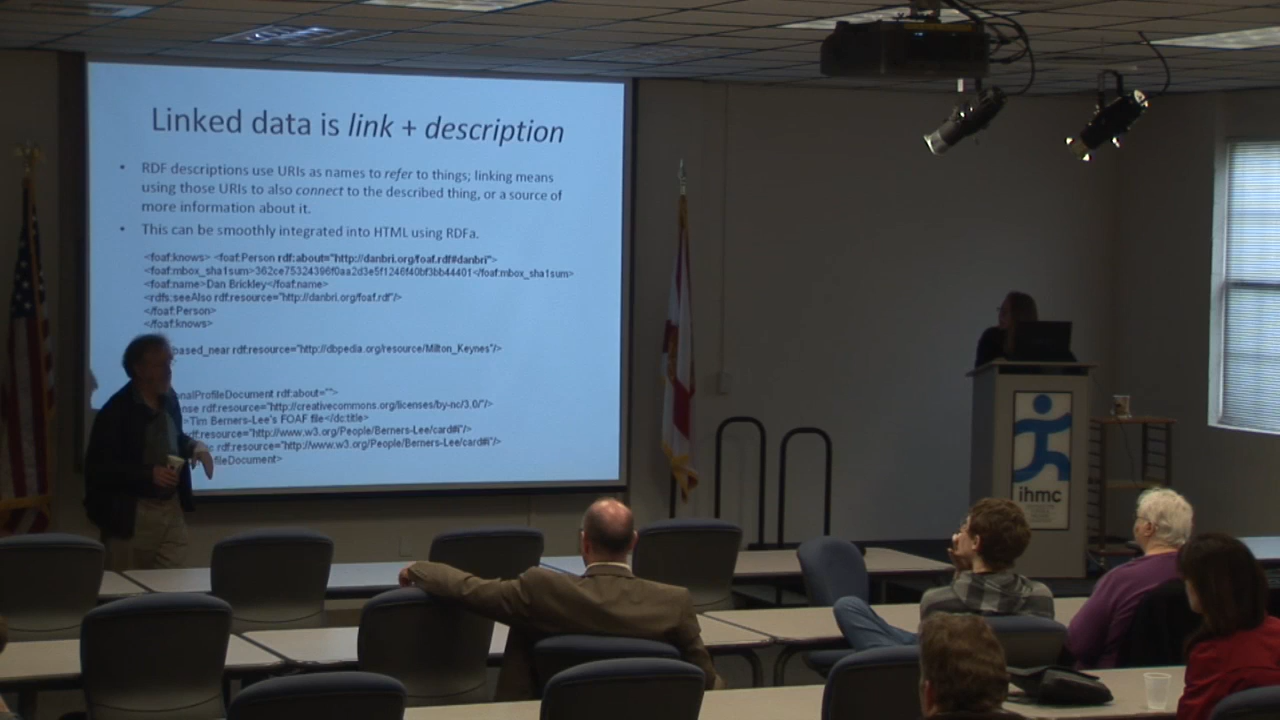 Linked data is link + description
• RDF descriptions use URIs as names to refer to things; linking means
using those URIs to also connect to the described thing, or a source of
more information about it.
• This can be smoothly integrated into HTML using RDFa.
<foaf:knows> <foaf:Person rdf:about="http://danbri.org/foaf.rdf#danbri">
<foaf:mbox_sha1sum>362ce75324396f0aa2d3e5f1246f40bf3bb44401</foaf:mbox_sha1sum>
<foaf:name>Dan Brickley</foaf:name>
<rdfs:seeAlso rdf:resource="http://danbri.org/foaf.rdf"/>
</foaf:Person>
</foaf:knows>
based_near rdf:resource="http://dbpedia.org/resource/Milton_Keynes"/>
nalProfileDocument rdf:about="">
nse rdf:resource="http://creativecommons.org/licenses/by-nc/3.0/"/>
>Tim Berners-Lee's FOAF file</dc:title>
rdf:resource="http://www.w3.org/People/Berners-Lee/card#i"/>
c rdf:resource="http://www.w3.org/People/Berners-Lee/card#i"/>
fileDocument>
ihmc